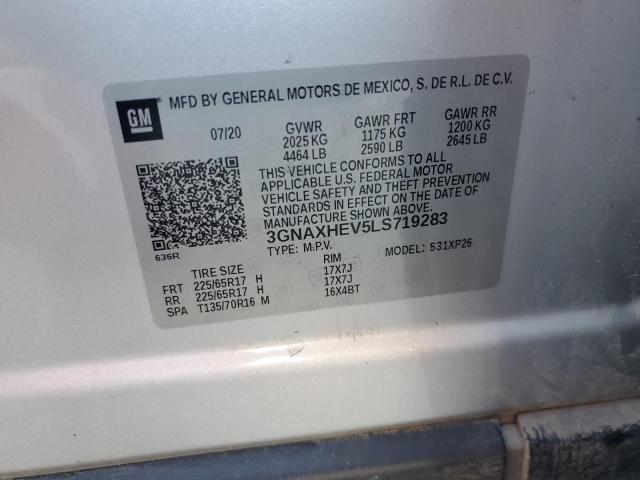 GM
MFD BY GENERAL MOTORS DE MEXICO, S. DE R.L. DE C.V.
07/20 GVWR GAWR FRT GAWR RR
2025 KG 1175 KG 1200 KG
4464 LB 2590 LB 2645 LB
THIS VEHICLE CONFORMS TO ALL
APPLICABLE U.S. FEDERAL MOTOR
VEHICLE SAFETY AND THEFT PREVENTION
STANDARDS IN EFFECT ON THE DATE OF
MANUFACTURE SHOWN ABOVE.
3GNAXHEV5LS719283
636R
TYPE: M.P.V. MODEL: 531XP26
TIRE SIZE RIM
FRT 225/65R17 H 17X7J
RR 225/65R17 H 17X7J
SPA T135/70R16 M 16X4BT